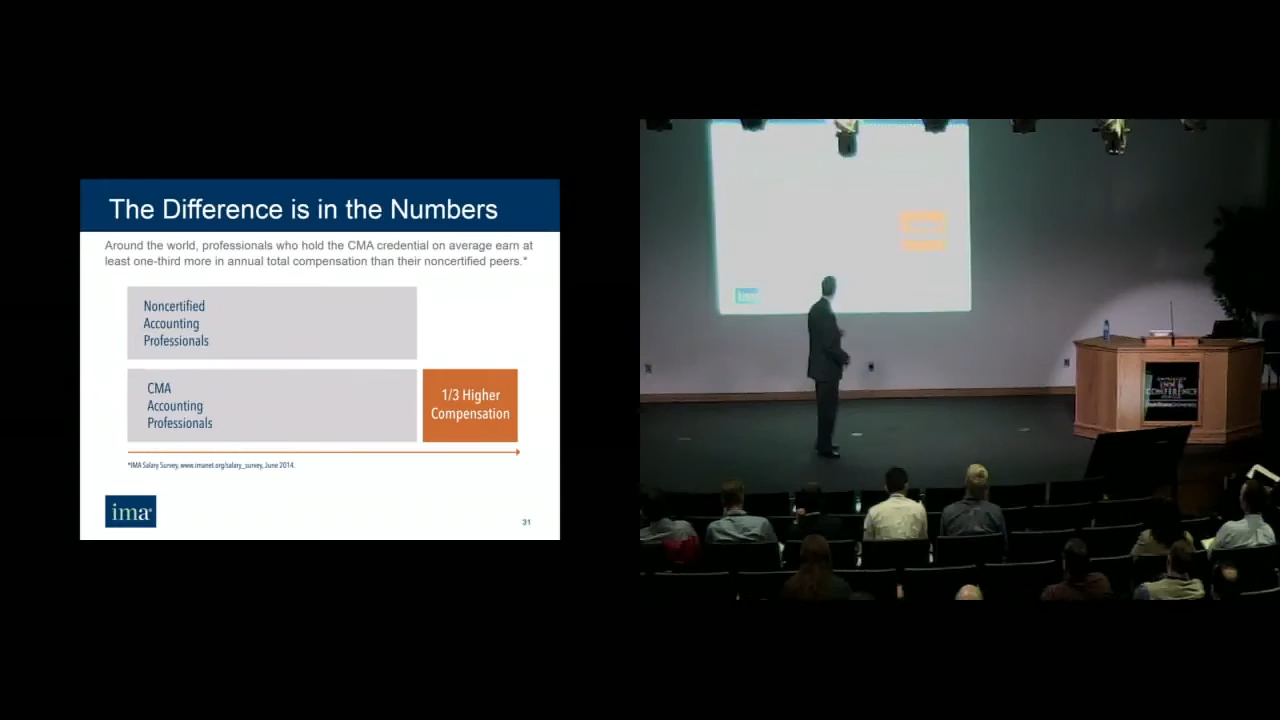 The Difference is in the Numbers
Around the world, professionals who hold the CMA credential on average earn at
least one-third more in annual total compensation than their noncertified peers.*
Noncertified
Accounting
Professionals
CMA
Accounting
Professionals
1/3 Higher
Compensation
*IMA Salary Survey, www.imanet.org/salary_survey, June 2014.
ima
31
CONFERENCE